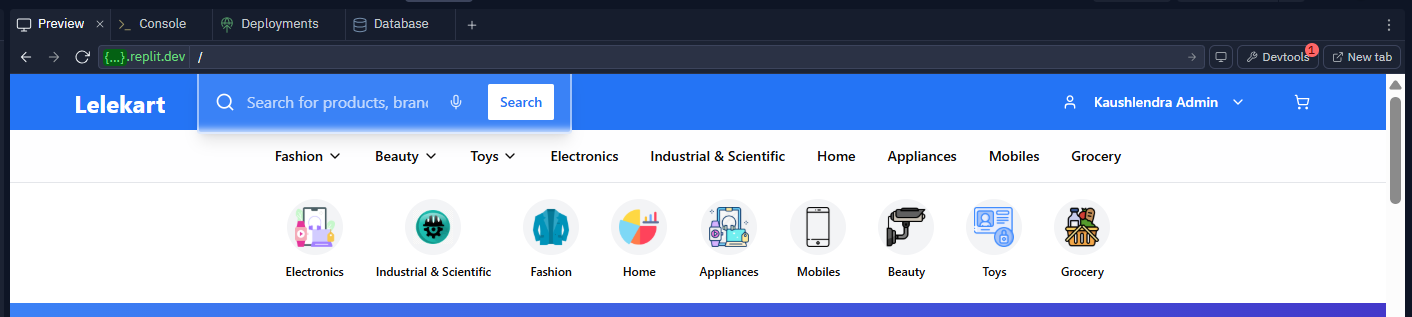 Preview Console Deployments Database
{...}.replit.dev / Devtools 1 New tab
Lelekart Search for products, branc Search Kaushlendra Admin
Fashion Beauty Toys Electronics Industrial & Scientific Home Appliances Mobiles Grocery
Electronics Industrial & Scientific Fashion Home Appliances Mobiles Beauty Toys Grocery